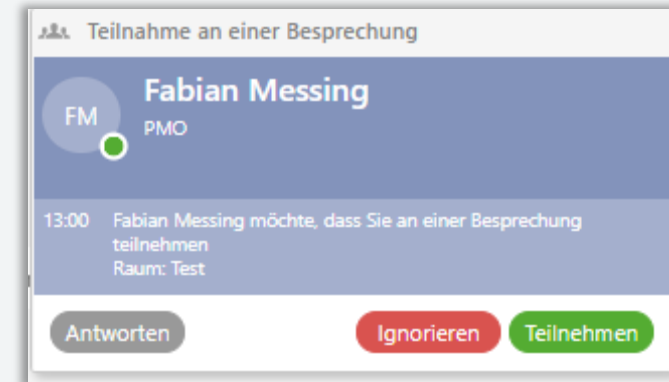 Teilnahme an einer Besprechung
Fabian Messing
FM
PMO
13:00 Fabian Messing möchte, dass Sie an einer Besprechung
teilnehmen
Raum: Test
Antworten Ignorieren Teilnehmen